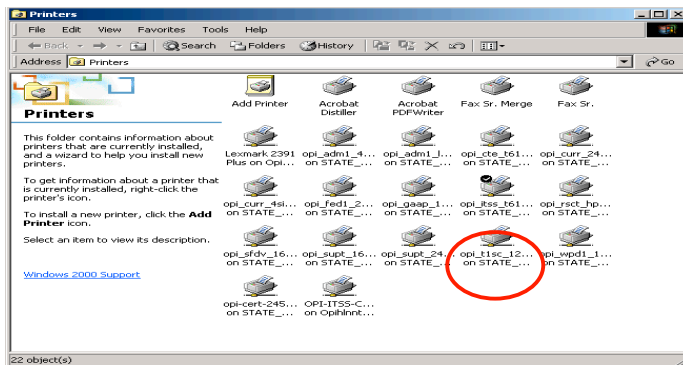 Printers
File Edit View Favorites Tools Help
Back Search Folders History
Address Printers Go
Printers
This folder contains information about
printers that are currently installed,
and a wizard to help you install new
printers.
To get information about a printer that
is currently installed, right-click the
printer's icon.
To install a new printer, click the Add
Printer icon.
Select an item to view its description.
Windows 2000 Support
Add Printer Acrobat Acrobat Fax Sr. Merge Fax Sr.
Distiller PDFWriter
Lexmark 2391 opi_adm1_4... opi_adm1_l... opi_cte_t61... opi_curr_24...
Plus on Opi... on STATE_... on STATE_... on STATE_... on STATE_...
opi_curr_4si... opi_fed1_2... opi_gaap_1... opi_itss_t61... opi_rsct_hp...
on STATE_... on STATE_... on STATE_... on STATE_... on STATE_...
opi_sfdv_16... opi_supt_16... opi_supt_24... opi_t1sc_12... opi_wpd1_1...
on STATE_... on STATE_... on STATE_... on STATE_... on STATE_...
opi-cert-245... OPI-ITSS-C...
on STATE_... on Opihlnnt...
22 object(s)